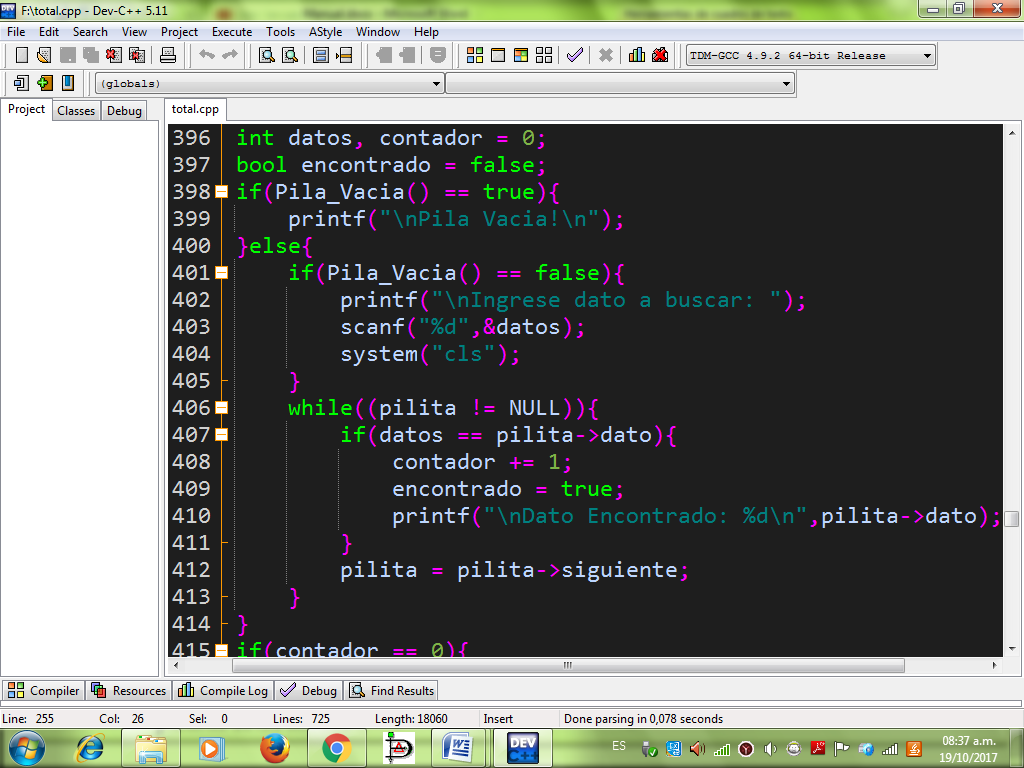 F:\total.cpp - Dev-C++ 5.11
File Edit Search View Project Execute Tools AStyle Window Help
TDM-GCC 4.9.2 64-bit Release
(globals)
Project Classes Debug total.cpp
396 int datos, contador = 0;
397 bool encontrado = false;
398 if(Pila_Vacia() == true){
399 printf("\nPila Vacia!\n");
400 }else{
401 if(Pila_Vacia() == false){
402 printf("\nIngrese dato a buscar: ");
403 scanf("%d",&datos);
404 system("cls");
405 }
406 while((pilita != NULL)){
407 if(datos == pilita->dato){
408 contador += 1;
409 encontrado = true;
410 printf("\nDato Encontrado: %d\n",pilita->dato);
411 }
412 pilita = pilita->siguiente;
413 }
414 }
415 if(contador == 0){
Compiler Resources Compile Log Debug Find Results
Line: 255 Col: 26 Sel: 0 Lines: 725 Length: 18060 Insert Done parsing in 0,078 seconds
DEV C++
ES
08:37 a.m.
19/10/2017